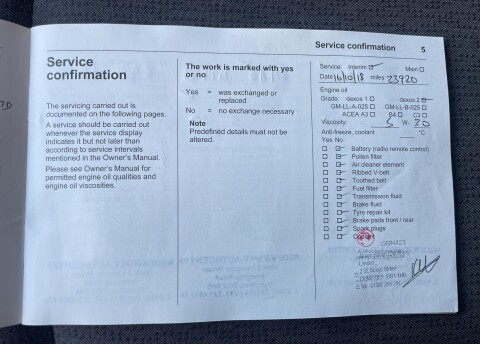 Service confirmation 5
Service
confirmation
The servicing carried out is
documented on the following pages.
A service should be carried out
whenever the service display
indicates it but not later than
according to service intervals
mentioned in the Owner's Manual.
Please see Owner's Manual for
permitted engine oil qualities and
engine oil viscosities.
The work is marked with yes
or no
Yes = was exchanged or
replaced
No = no exchange necessary
Note
Predefined details must not be
altered.
Service: Interim Main
Date 16/10/18 miles 23920
Engine oil
Grade: dexos 1 dexos 2
GM-LL-A-025 GM-LL-B-025
ACEA A3 B4 C3
Viscosity: 5 W- 30
Anti-freeze, coolant °C
Yes No
Battery (radio remote control)
Pollen filter
Air cleaner element
Ribbed V-belt
Toothed belt
Fuel filter
Transmission fluid
Brake fluid
Tyre repair kit
Brake pads front / rear
Spark plugs
Coolant